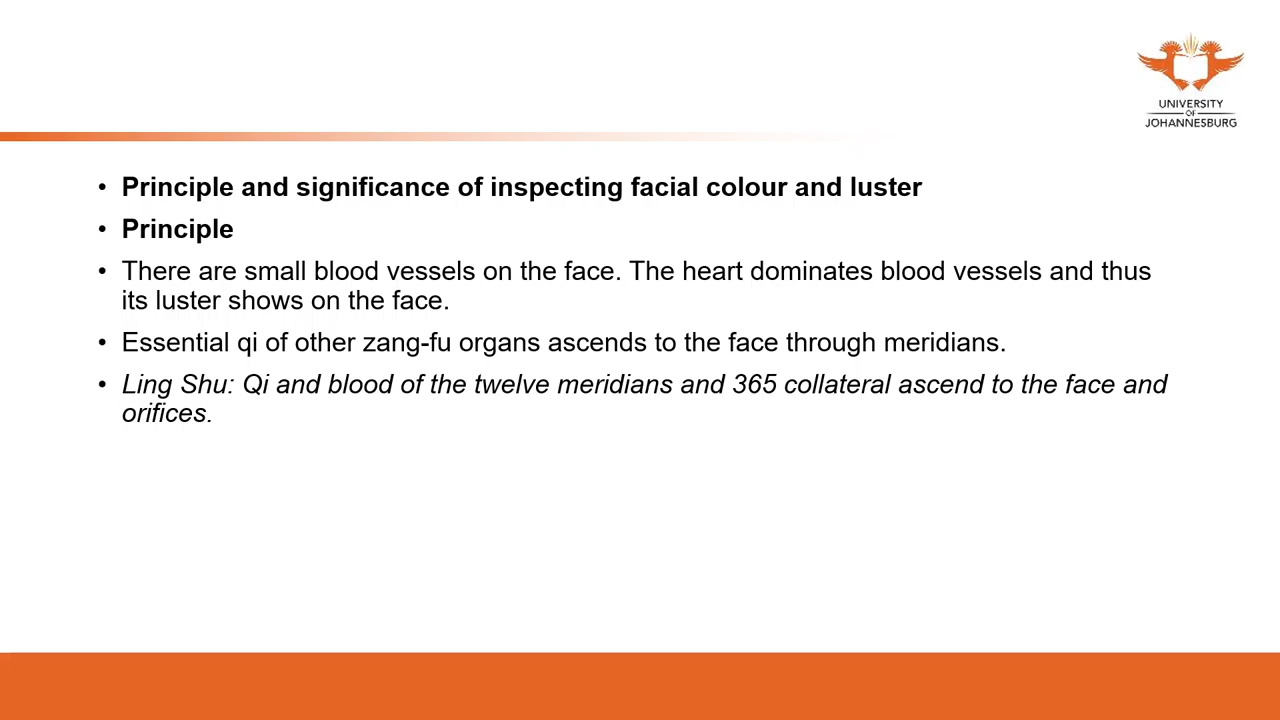 UNIVERSITY
OF
JOHANNESBURG
• Principle and significance of inspecting facial colour and luster
• Principle
• There are small blood vessels on the face. The heart dominates blood vessels and thus
its luster shows on the face.
• Essential qi of other zang-fu organs ascends to the face through meridians.
• Ling Shu: Qi and blood of the twelve meridians and 365 collateral ascend to the face and
orifices.